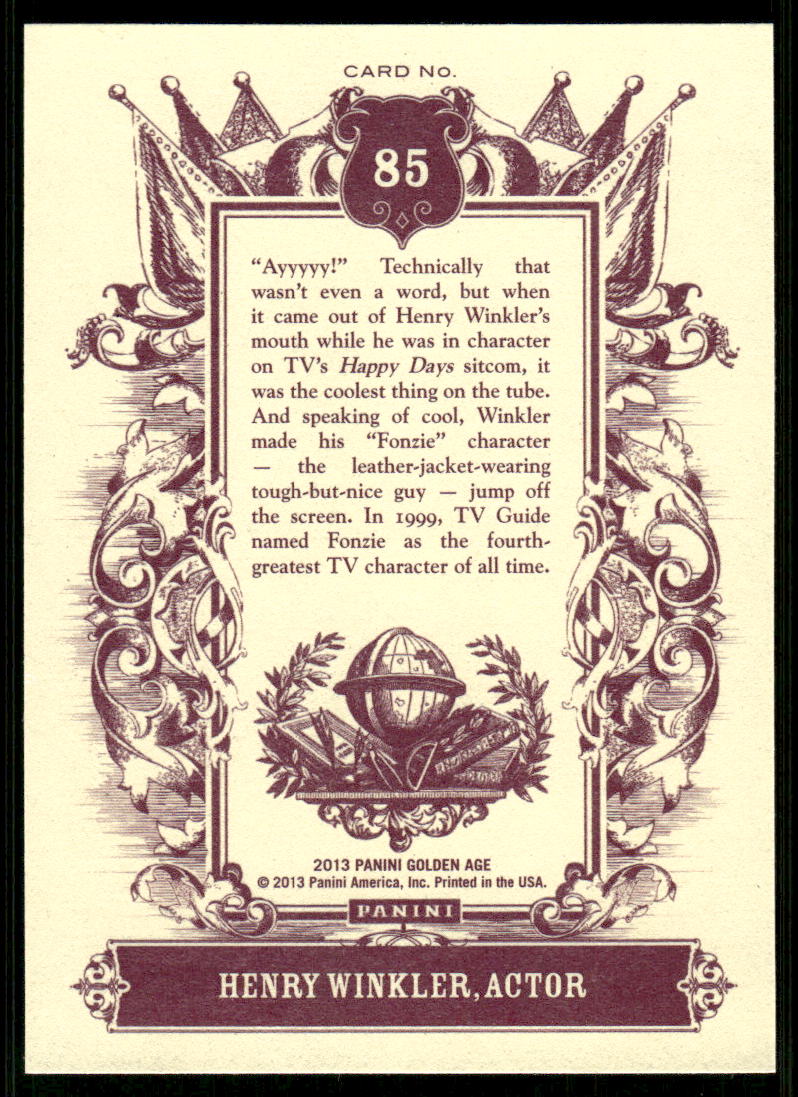 CARD No.
85
“Ayyyyy!” Technically that
wasn’t even a word, but when
it came out of Henry Winkler’s
mouth while he was in character
on TV’s Happy Days sitcom, it
was the coolest thing on the tube.
And speaking of cool, Winkler
made his “Fonzie” character
— the leather-jacket-wearing
tough-but-nice guy — jump off
the screen. In 1999, TV Guide
named Fonzie as the fourth-
greatest TV character of all time.
2013 PANINI GOLDEN AGE
© 2013 Panini America, Inc. Printed in the USA.
PANINI
HENRY WINKLER, ACTOR